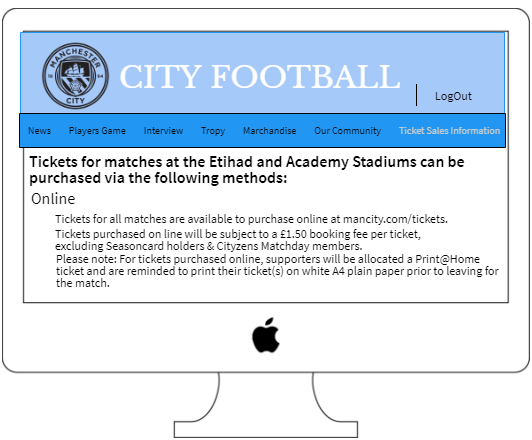 MANCHESTER
18 94
CITY
CITY FOOTBALL
LogOut
News Players Game Interview Tropy Marchandise Our Community Ticket Sales Information
Tickets for matches at the Etihad and Academy Stadiums can be
purchased via the following methods:
Online
Tickets for all matches are available to purchase online at mancity.com/tickets.
Tickets purchased on line will be subject to a £1.50 booking fee per ticket,
excluding Seasoncard holders & Cityzens Matchday members.
Please note: For tickets purchased online, supporters will be allocated a Print@Home
ticket and are reminded to print their ticket(s) on white A4 plain paper prior to leaving for
the match.